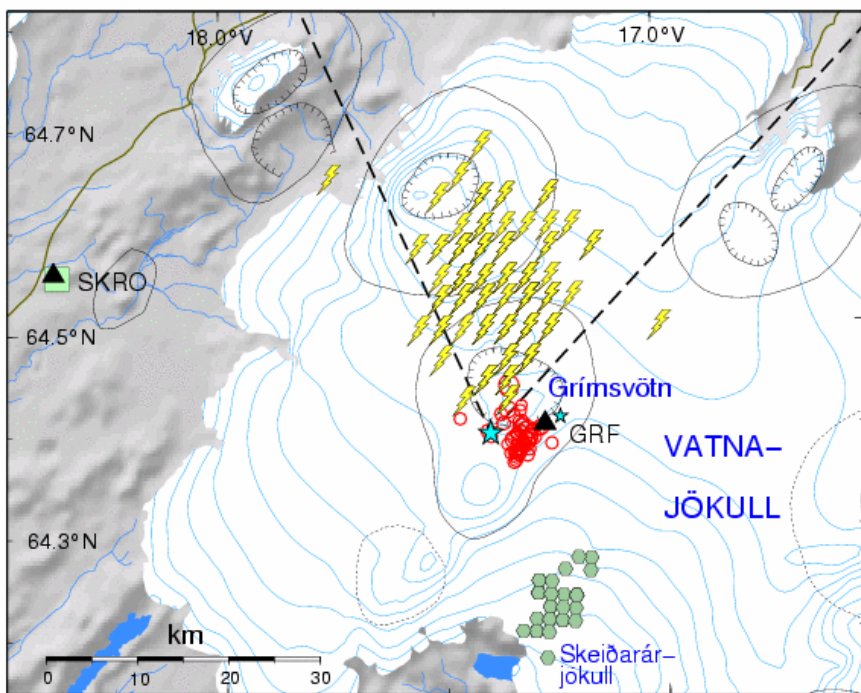 18.0°V
17.0°V
64.7°N
SKRO
64.5°N
Grímsvötn
GRF
VATNA–
JÖKULL
64.3°N
km
0 10 20 30
Skeiðarár-
jökull